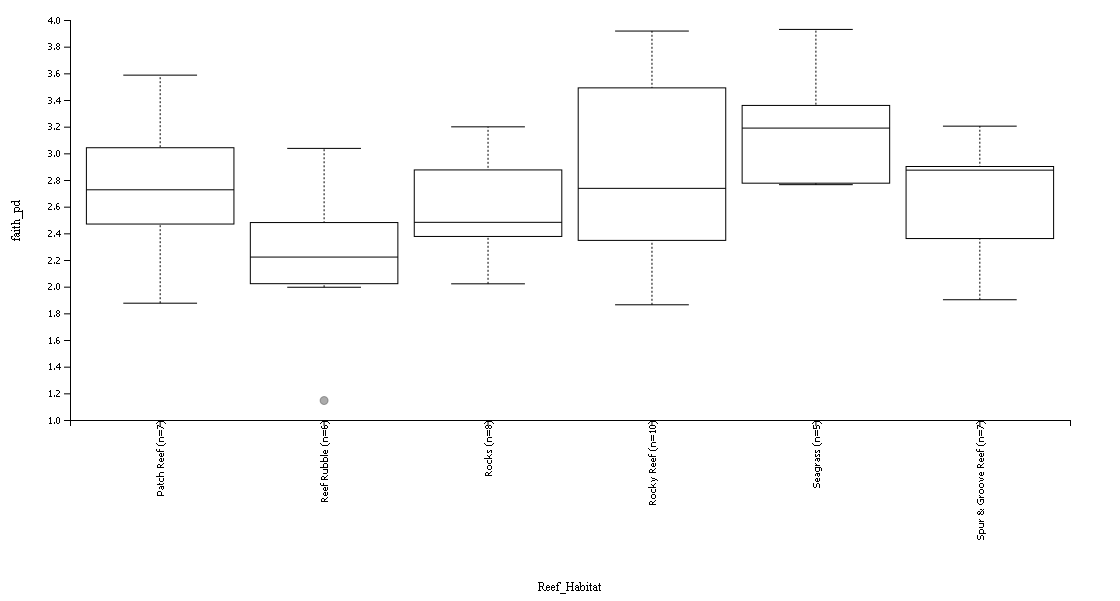 4.0
3.8
3.6
3.4
3.2
3.0
2.8
2.6
2.4
2.2
2.0
1.8
1.6
1.4
1.2
1.0
faith_pd
Patch Reef (n=7)
Reef Rubble (n=6)
Rocks (n=8)
Rocky Reef (n=10)
Seagrass (n=5)
Spur & Groove Reef (n=7)
Reef_Habitat